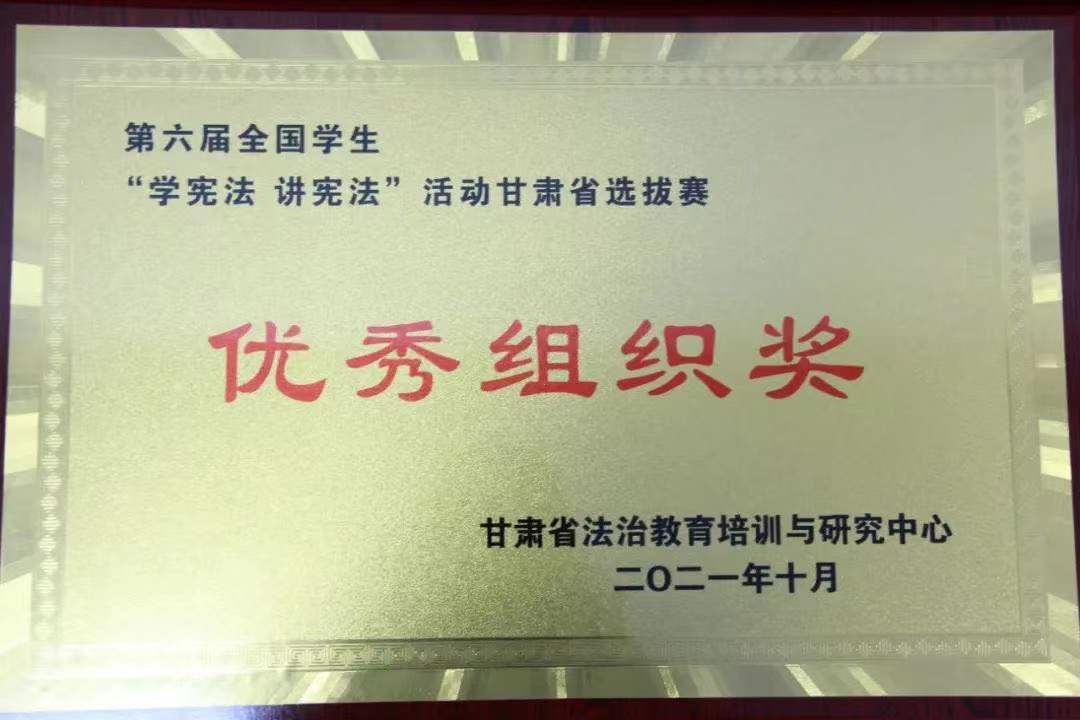 第六届全国学生
“学宪法 讲宪法”活动甘肃省选拔赛
优秀组织奖
甘肃省法治教育培训与研究中心
二〇二一年十月